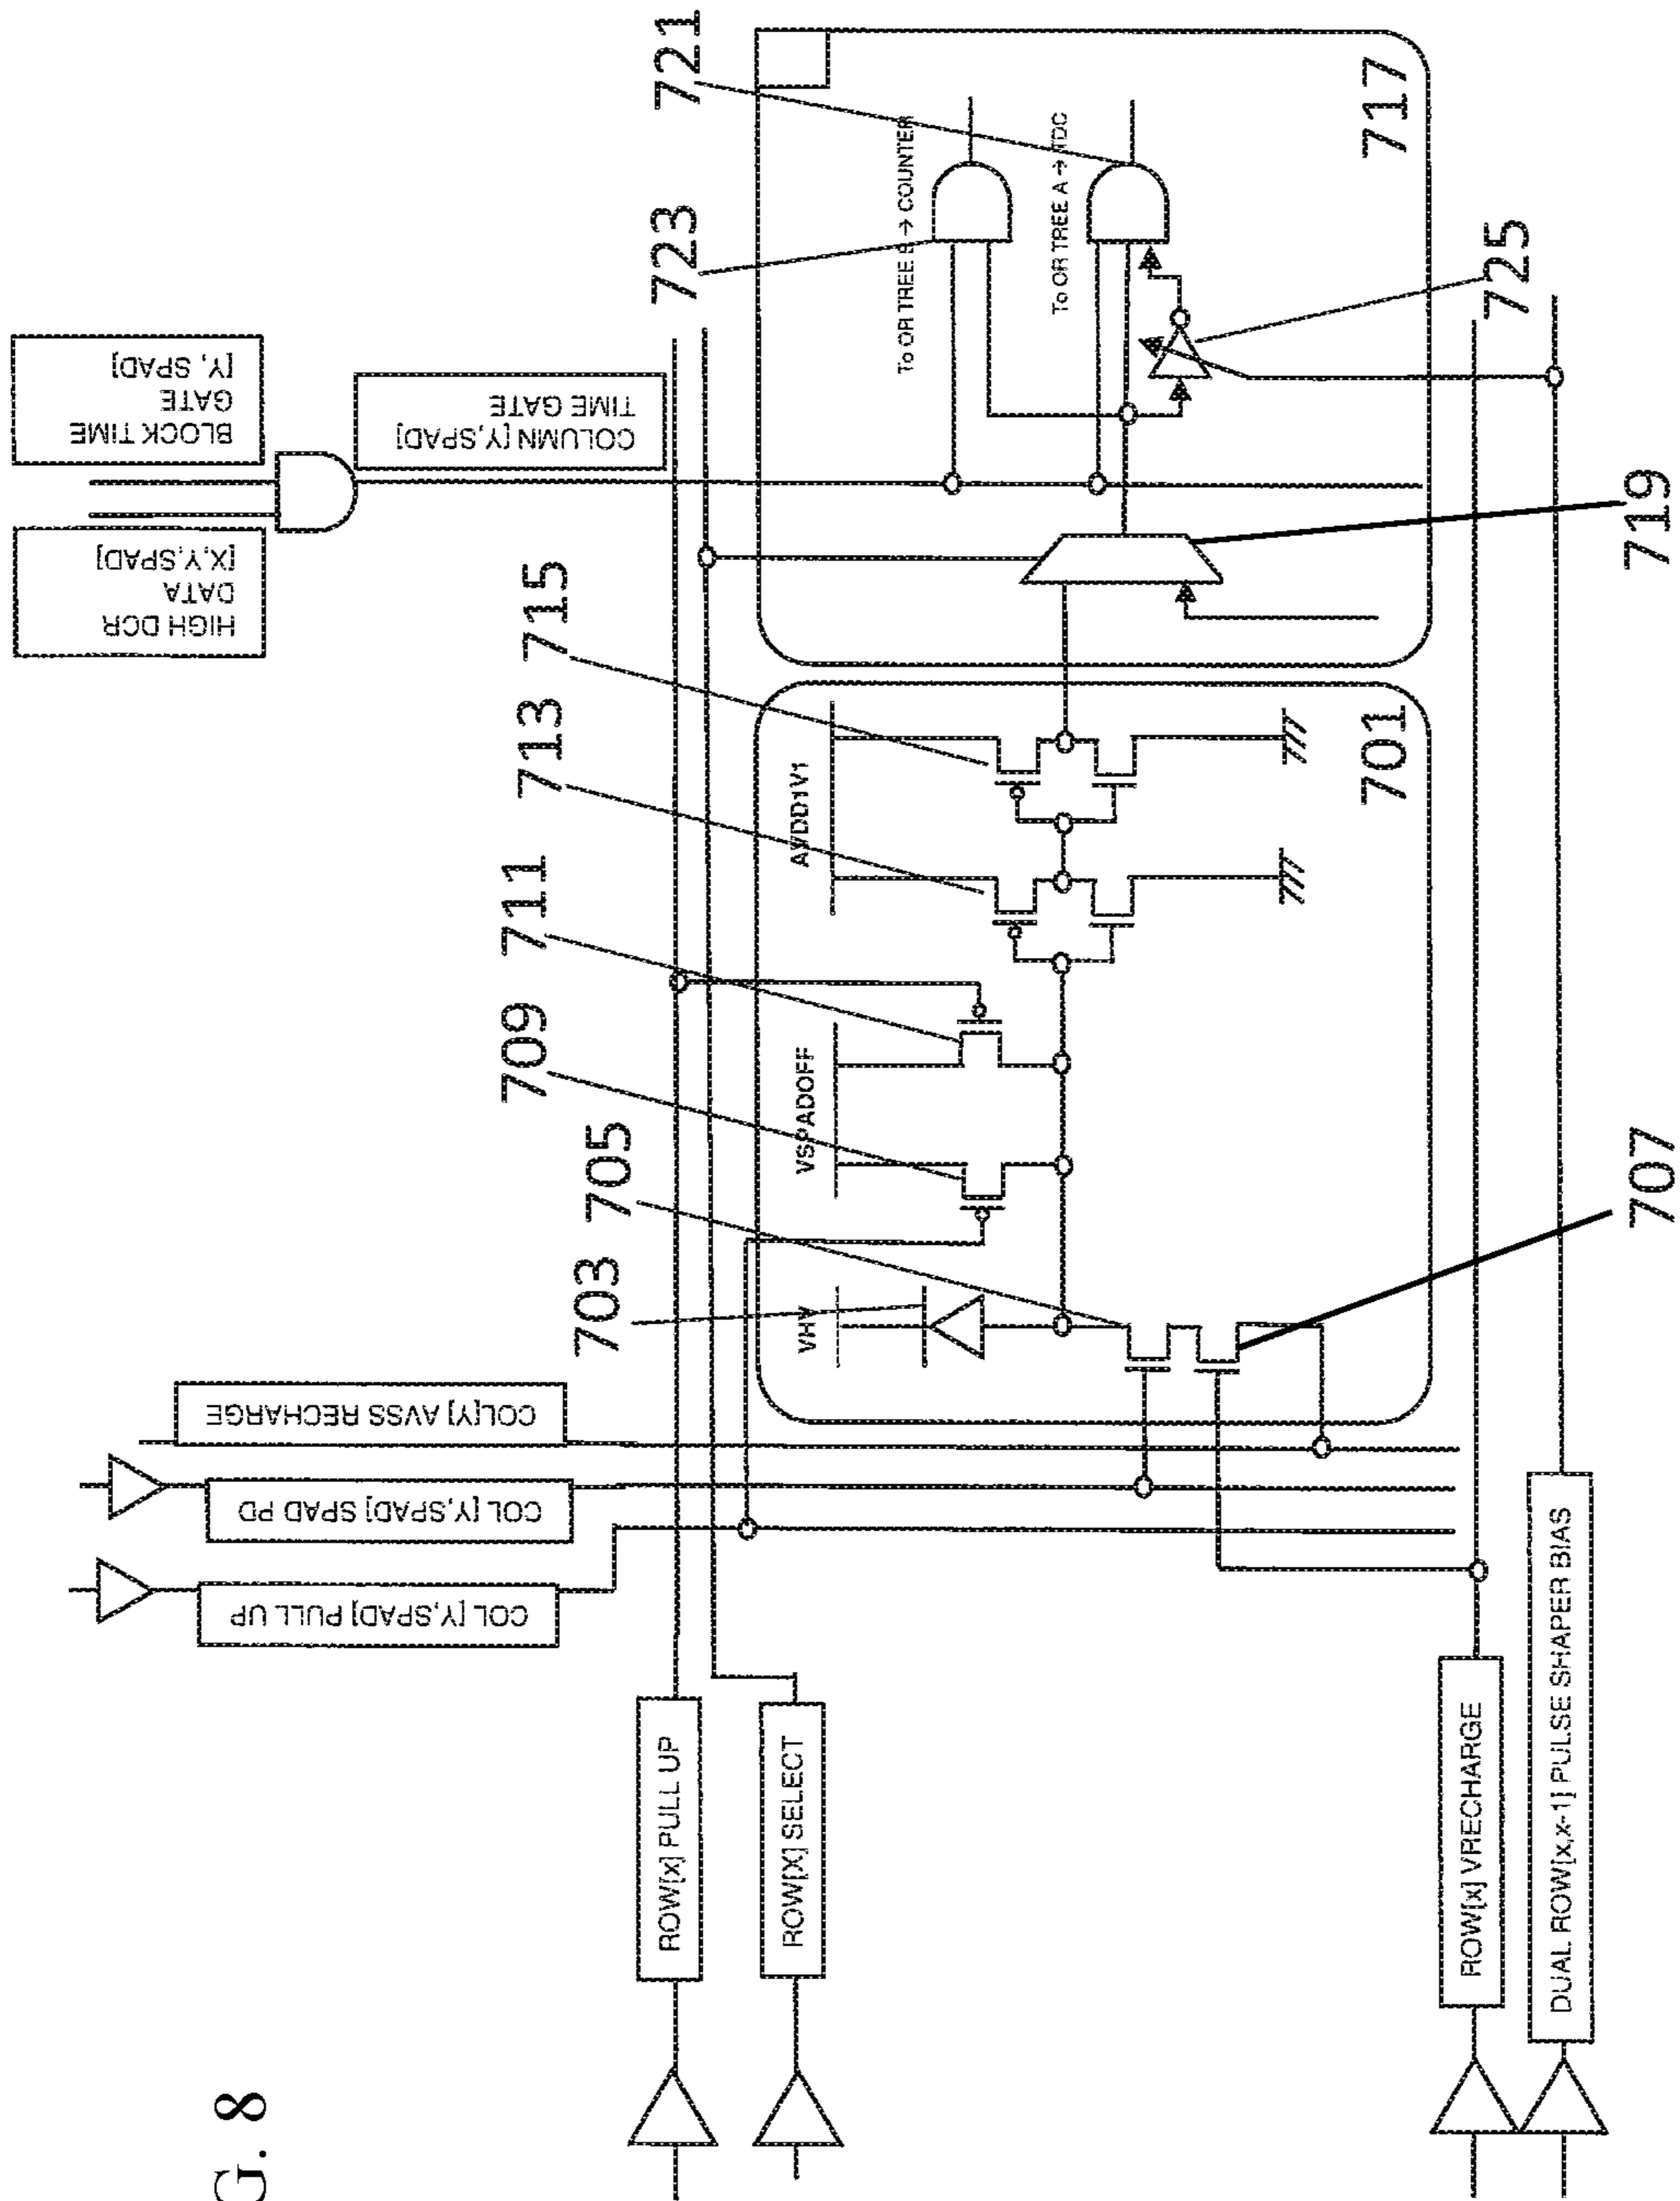 G. 8
HIGH DCR
DATA
[X,Y,SPAD]
BLOCK TIME
GATE
[Y, SPAD]
COLUMN [Y,SPAD]
TIME GATE
COL [Y,SPAD] PULL UP
COL [Y,SPAD] SPAD PD
COL[Y] AVSS RECHARGE
ROW[x] PULL UP
ROW[X] SELECT
ROW[x] VRECHARGE
DUAL ROW[x,x-1] PULSE SHAPER BIAS
703
705
709
711
713
715
723
721
VHV
VSPADOFF
AVDD1V1
To OR TREE B → COUNTER
To OR TREE A → TDC
701
717
707
719
725